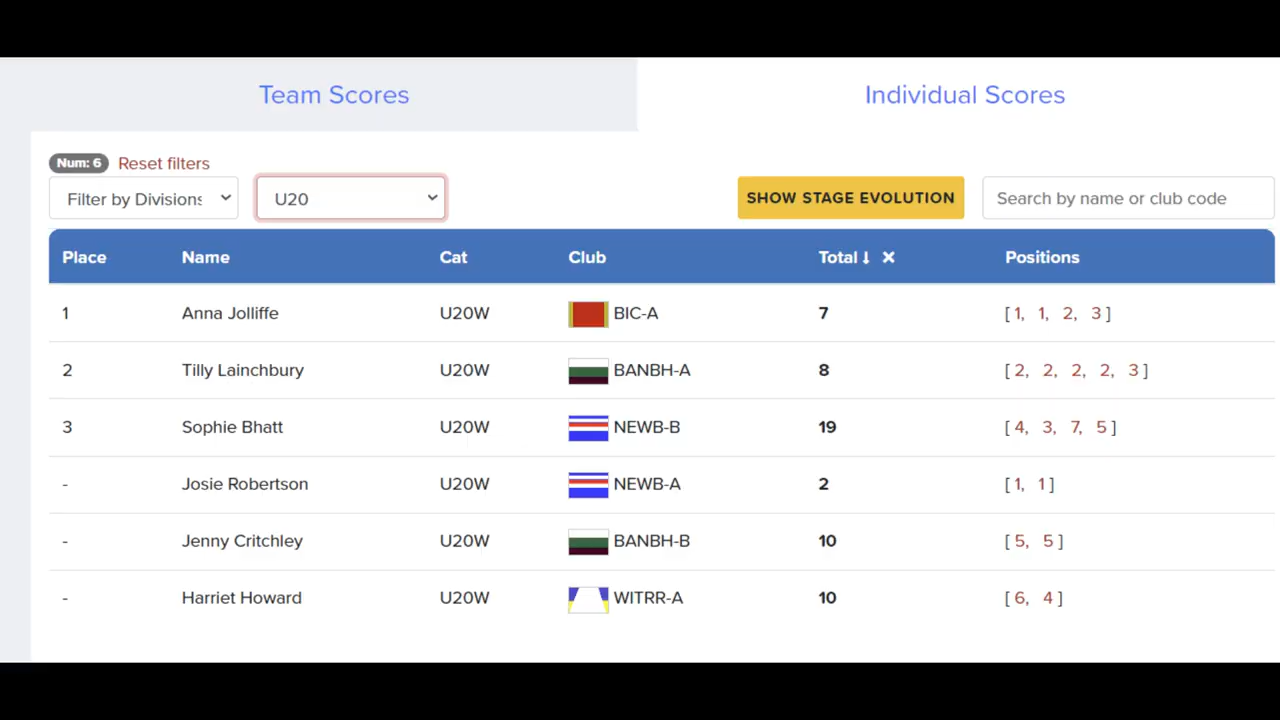 Team Scores
Individual Scores
Num: 6 Reset filters
Filter by Divisions U20 SHOW STAGE EVOLUTION Search by name or club code
Place Name Cat Club Total ↓ × Positions
1 Anna Jolliffe U20W BIC-A 7 [ 1, 1, 2, 3 ]
2 Tilly Lainchbury U20W BANBH-A 8 [ 2, 2, 2, 2, 3 ]
3 Sophie Bhatt U20W NEWB-B 19 [ 4, 3, 7, 5 ]
- Josie Robertson U20W NEWB-A 2 [ 1, 1 ]
- Jenny Critchley U20W BANBH-B 10 [ 5, 5 ]
- Harriet Howard U20W WITRR-A 10 [ 6, 4 ]